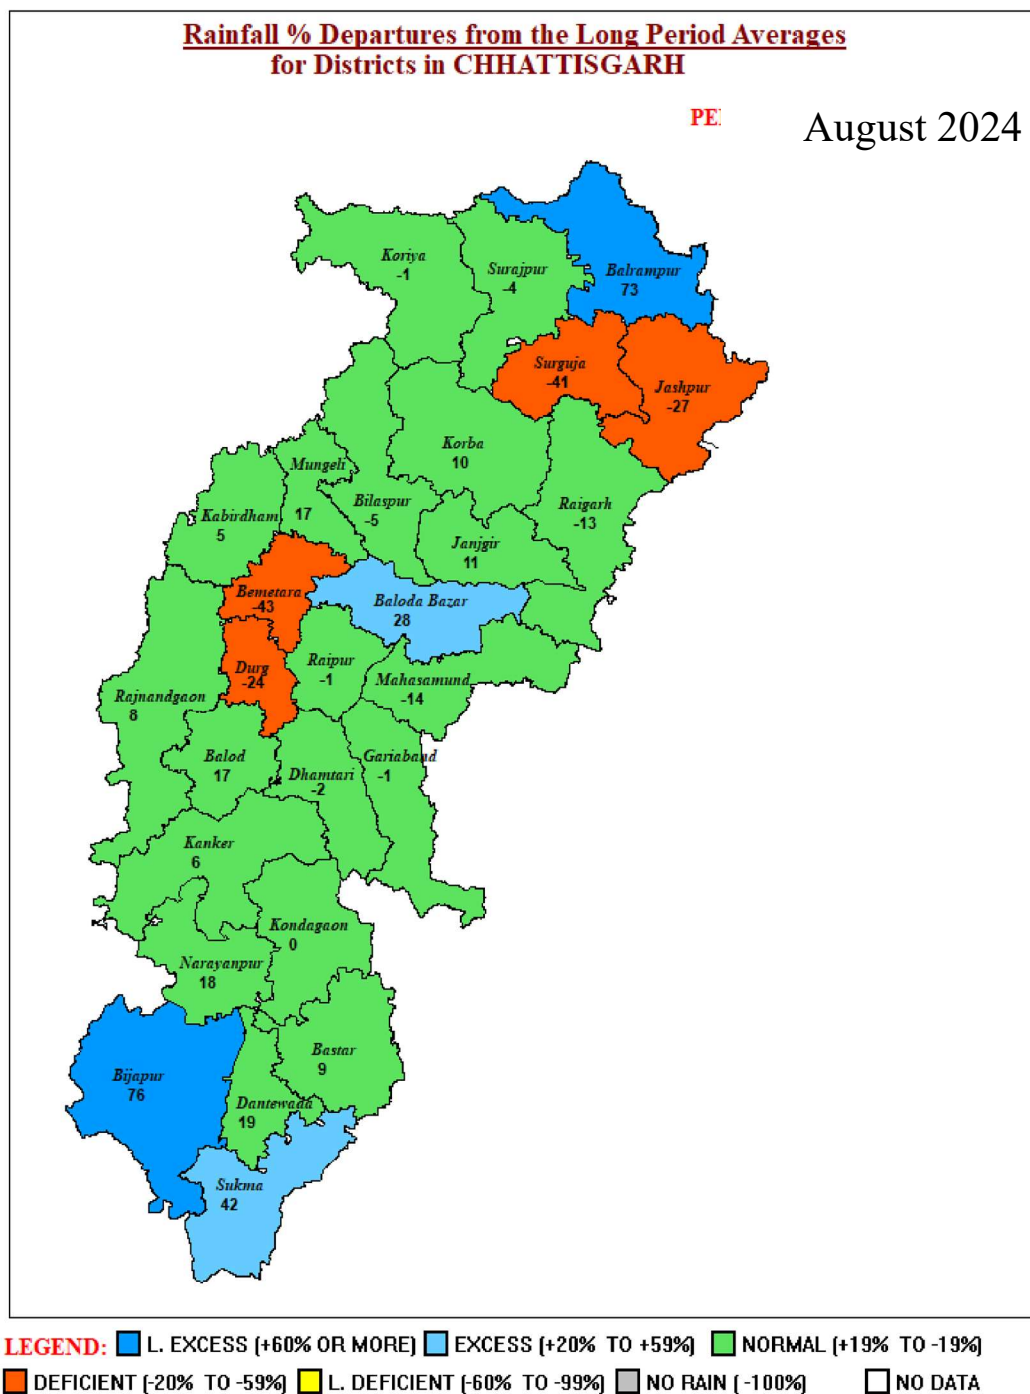 Rainfall % Departures from the Long Period Averages
for Districts in CHHATTISGARH
PE
August 2024
Koriya
-1
Surajpur
-4
Balrampur
73
Surguja
-41
Jashpur
-27
Korba
10
Mungeli
17
Bilaspur
-5
Raigarh
-13
Kabirdham
5
Janjgir
11
Bemetara
-43
Baloda Bazar
28
Durg
-24
Raipur
-1
Mahasamund
-14
Rajnandgaon
8
Balod
17
Dhamtari
-2
Gariaband
-1
Kanker
6
Kondagaon
0
Narayanpur
18
Bastar
9
Bijapur
76
Dantewada
19
Sukma
42
LEGEND: L. EXCESS (+60% OR MORE) EXCESS (+20% TO +59%) NORMAL (+19% TO -19%)
DEFICIENT (-20% TO -59%) L. DEFICIENT (-60% TO -99%) NO RAIN (-100%) NO DATA